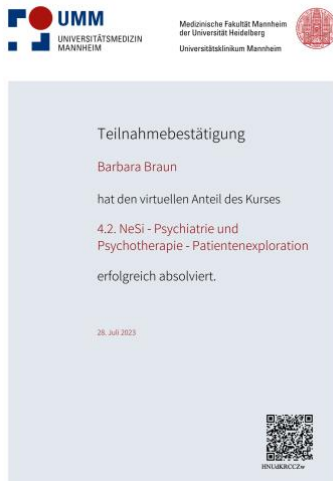 UMM
UNIVERSITÄTSMEDIZIN
MANNHEIM
Medizinische Fakultät Mannheim
der Universität Heidelberg
Universitätsklinikum Mannheim
Teilnahmebestätigung
Barbara Braun
hat den virtuellen Anteil des Kurses
4.2. NeSi - Psychiatrie und
Psychotherapie - Patientenexploration
erfolgreich absolviert.
28. Juli 2023